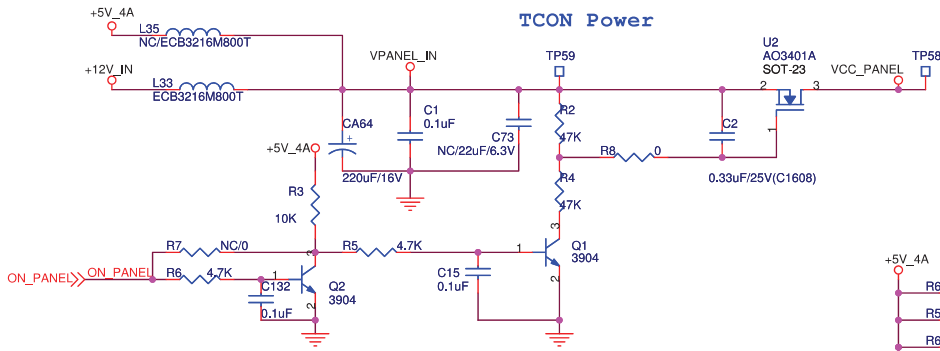 TCON Power
+5V_4A
L35
NC/ECB3216M800T
+12V_IN
L33
ECB3216M800T
VPANEL_IN
TP59
U2
AO3401A
SOT-23
VCC_PANEL
TP58
2
3
1
C1
0.1uF
CA64
+
220uF/16V
C73
NC/22uF/6.3V
R2
47K
C2
0.33uF/25V(C1608)
R8
0
R4
47K
+5V_4A
R3
10K
R7
NC/0
R5
4.7K
3
1
Q1
3904
2
ON_PANEL
ON_PANEL
R6
4.7K
3
1
Q2
3904
2
C132
0.1uF
C15
0.1uF
+5V_4A
R6
R5
R6